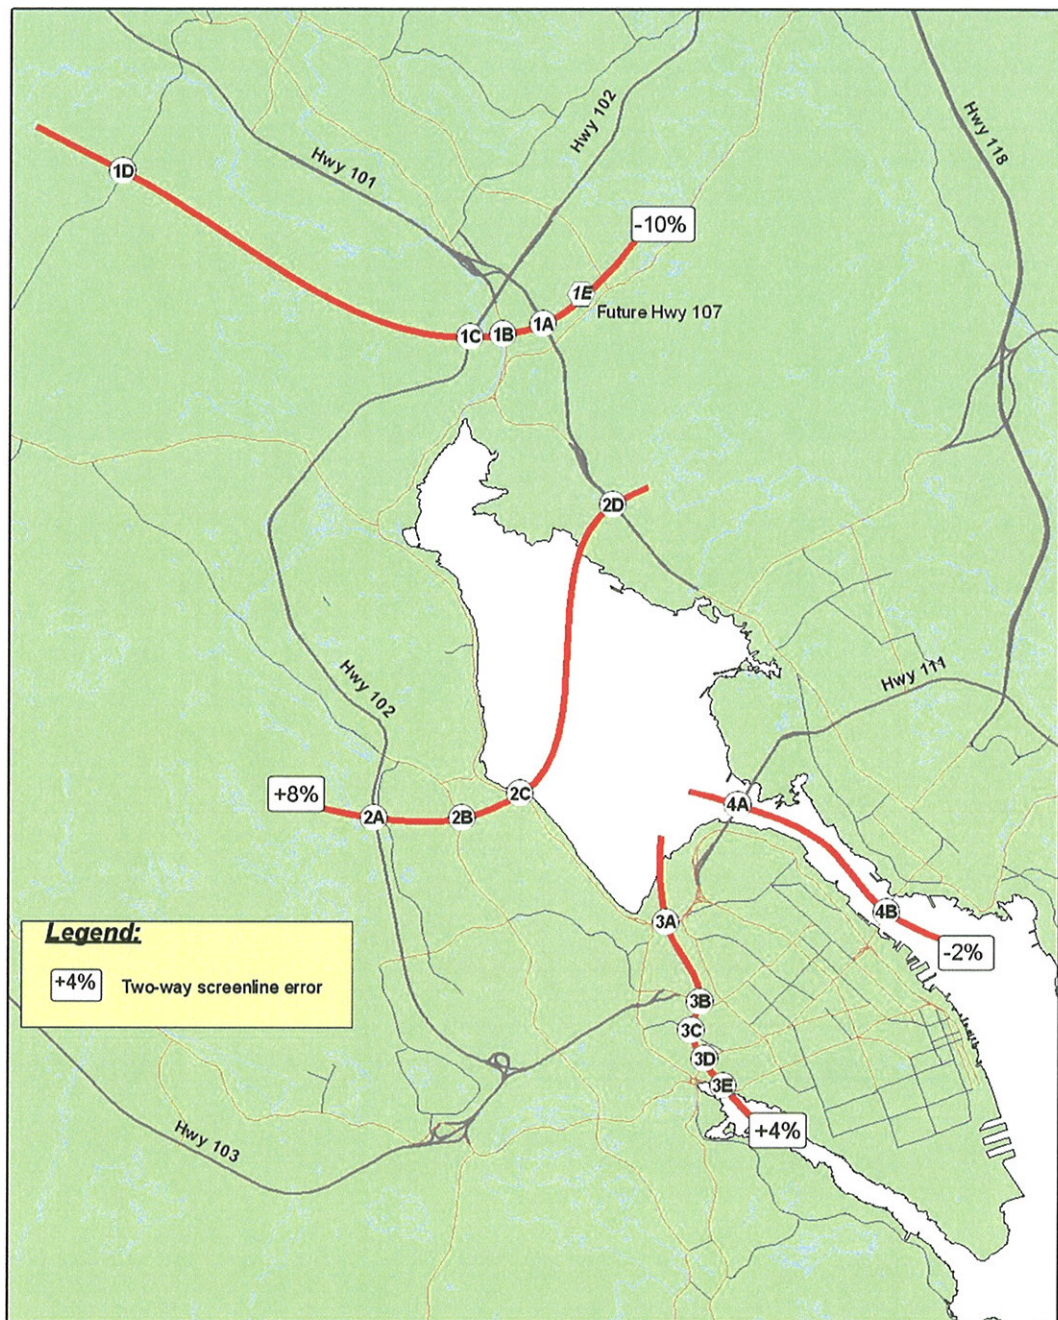 Hwy 102
Hwy 118
Hwy 101
1D
-10%
1E
Future Hwy 107
1A
1B
1C
2D
Hwy 111
Hwy 102
+8%
2A
2B
2C
4A
3A
4B
-2%
Legend:
+4% Two-way screenline error
3B
3C
3D
3E
+4%
Hwy 103